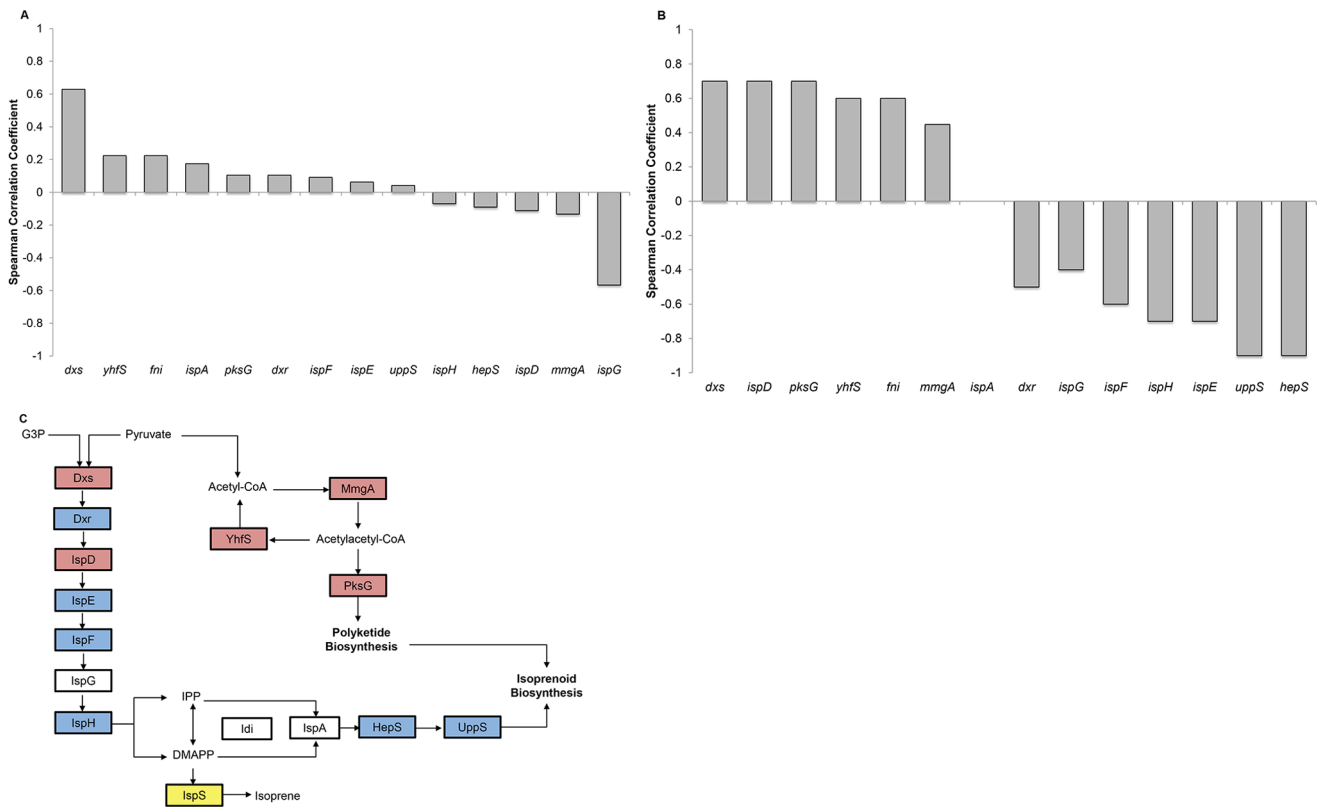 A
Spearman Correlation Coefficient
1
0.8
0.6
0.4
0.2
0
-0.2
-0.4
-0.6
-0.8
-1
dxs yhfS fni ispA pksG dxr ispF ispE uppS ispH hepS ispD mmgA ispG
B
Spearman Correlation Coefficient
1
0.8
0.6
0.4
0.2
0
-0.2
-0.4
-0.6
-0.8
-1
dxs ispD pksG yhfS fni mmgA ispA dxr ispG ispF ispH ispE uppS hepS
C
G3P Pyruvate
Dxs
Acetyl-CoA MmgA
Dxr
YhfS Acetylacetyl-CoA
IspD
PksG
IspE
IspF
Polyketide
Biosynthesis
IspG
Isoprenoid
Biosynthesis
IPP
IspH Idi IspA HepS UppS
DMAPP
IspS Isoprene